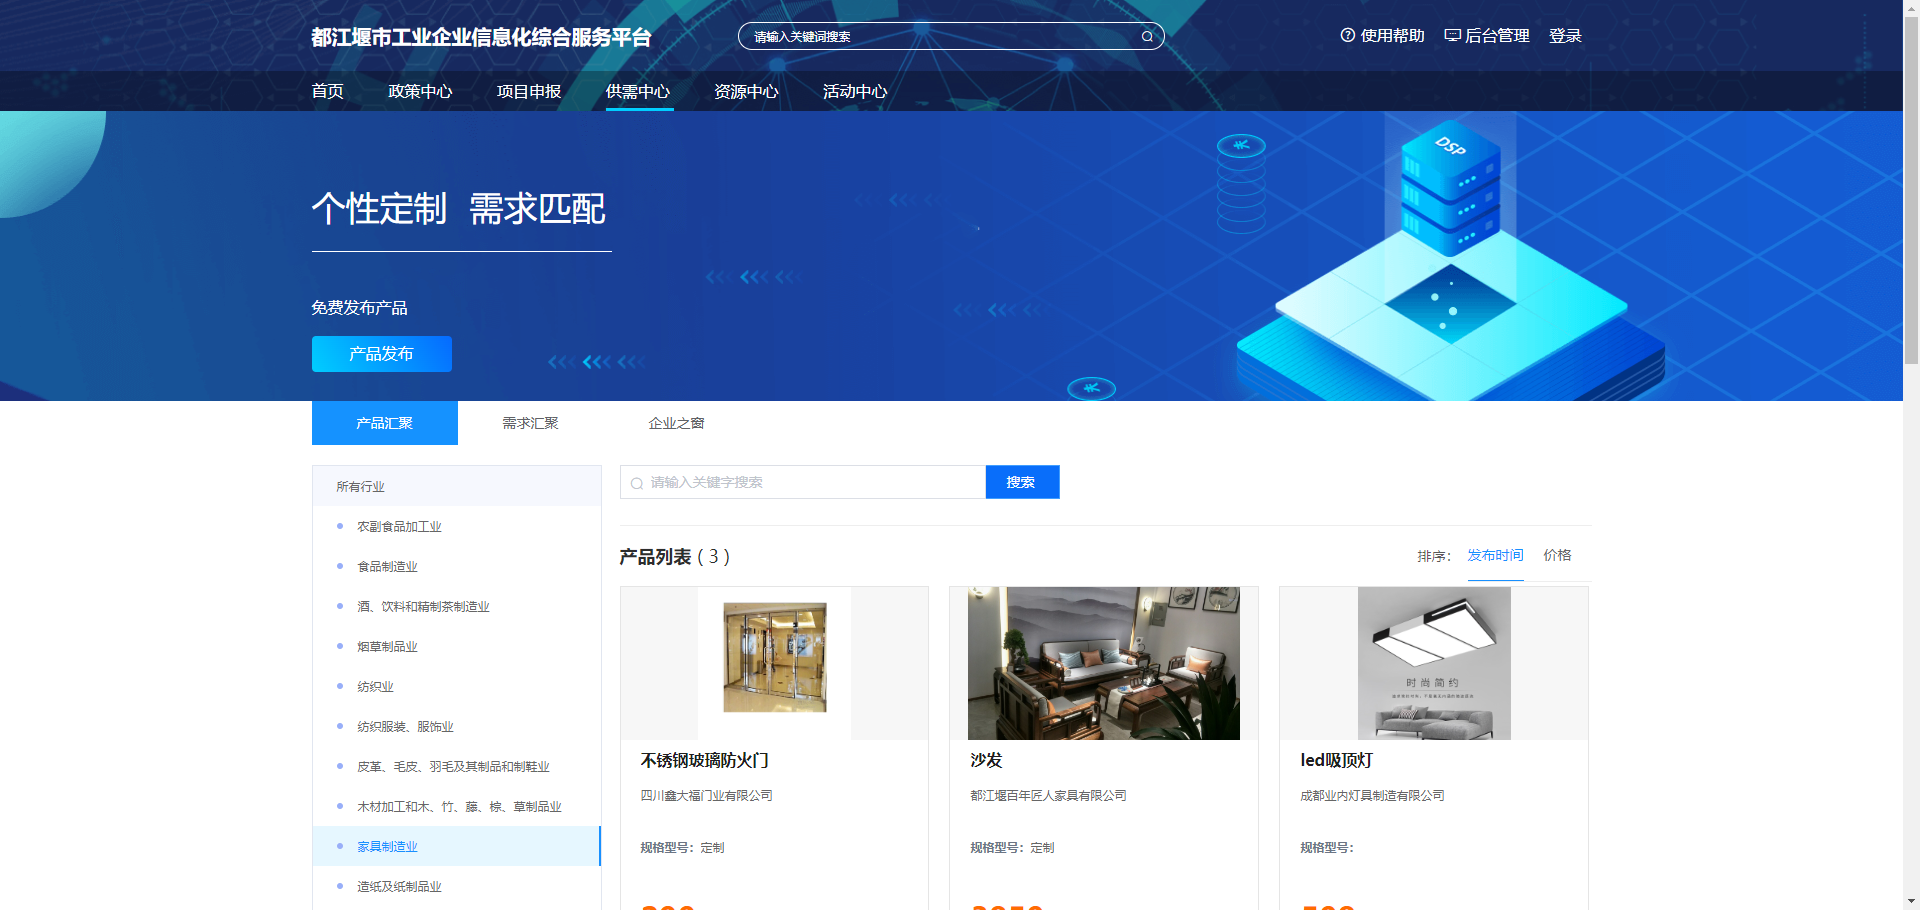 都江堰市工业企业信息化综合服务平台
请输入关键词搜索
使用帮助 后台管理 登录
首页 政策中心 项目申报 供需中心 资源中心 活动中心
DSP
个性定制 需求匹配
免费发布产品
产品发布
产品汇聚 需求汇聚 企业之窗
所有行业
农副食品加工业
食品制造业
酒、饮料和精制茶制造业
烟草制品业
纺织业
纺织服装、服饰业
皮革、毛皮、羽毛及其制品和制鞋业
木材加工和木、竹、藤、棕、草制品业
家具制造业
造纸及纸制品业
请输入关键字搜索
搜索
产品列表 ( 3 )
排序： 发布时间 价格
时尚简约
不锈钢玻璃防火门
四川鑫大福门业有限公司
规格型号：定制
沙发
都江堰百年匠人家具有限公司
规格型号：定制
led吸顶灯
成都业内灯具制造有限公司
规格型号：